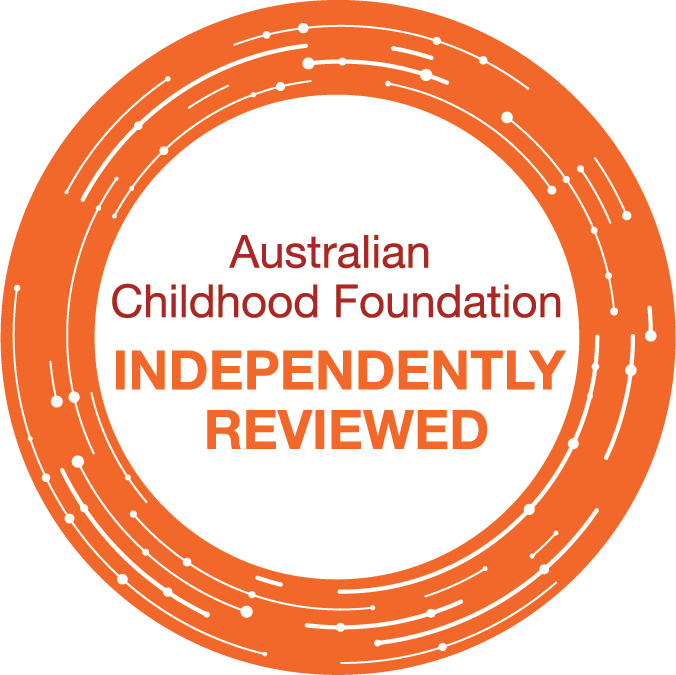 Australian
Childhood Foundation
INDEPENDENTLY
REVIEWED